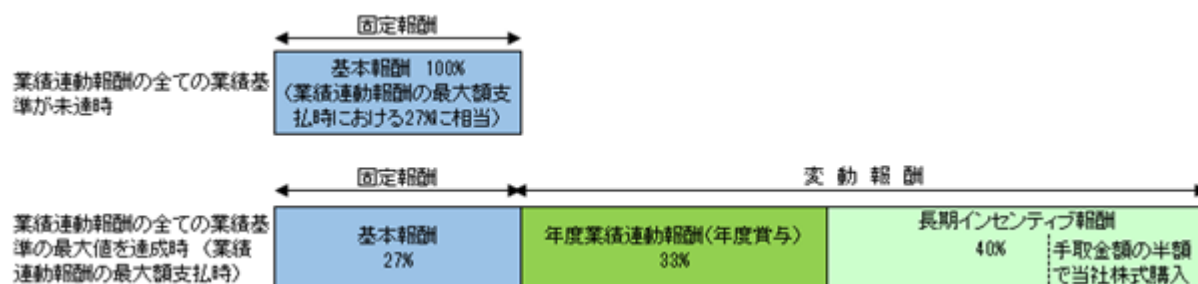 固定報酬
業績連動報酬の全ての業績基
準が未達時
基本報酬 100%
(業績連動報酬の最大額支
払時における27%に相当)
固定報酬
変 動 報 酬
業績連動報酬の全ての業績基
準の最大値を達成時 (業績
連動報酬の最大額支払時)
基本報酬
27%
年度業績連動報酬(年度賞与)
33%
長期インセンティブ報酬
40%
手取金額の半額
で当社株式購入